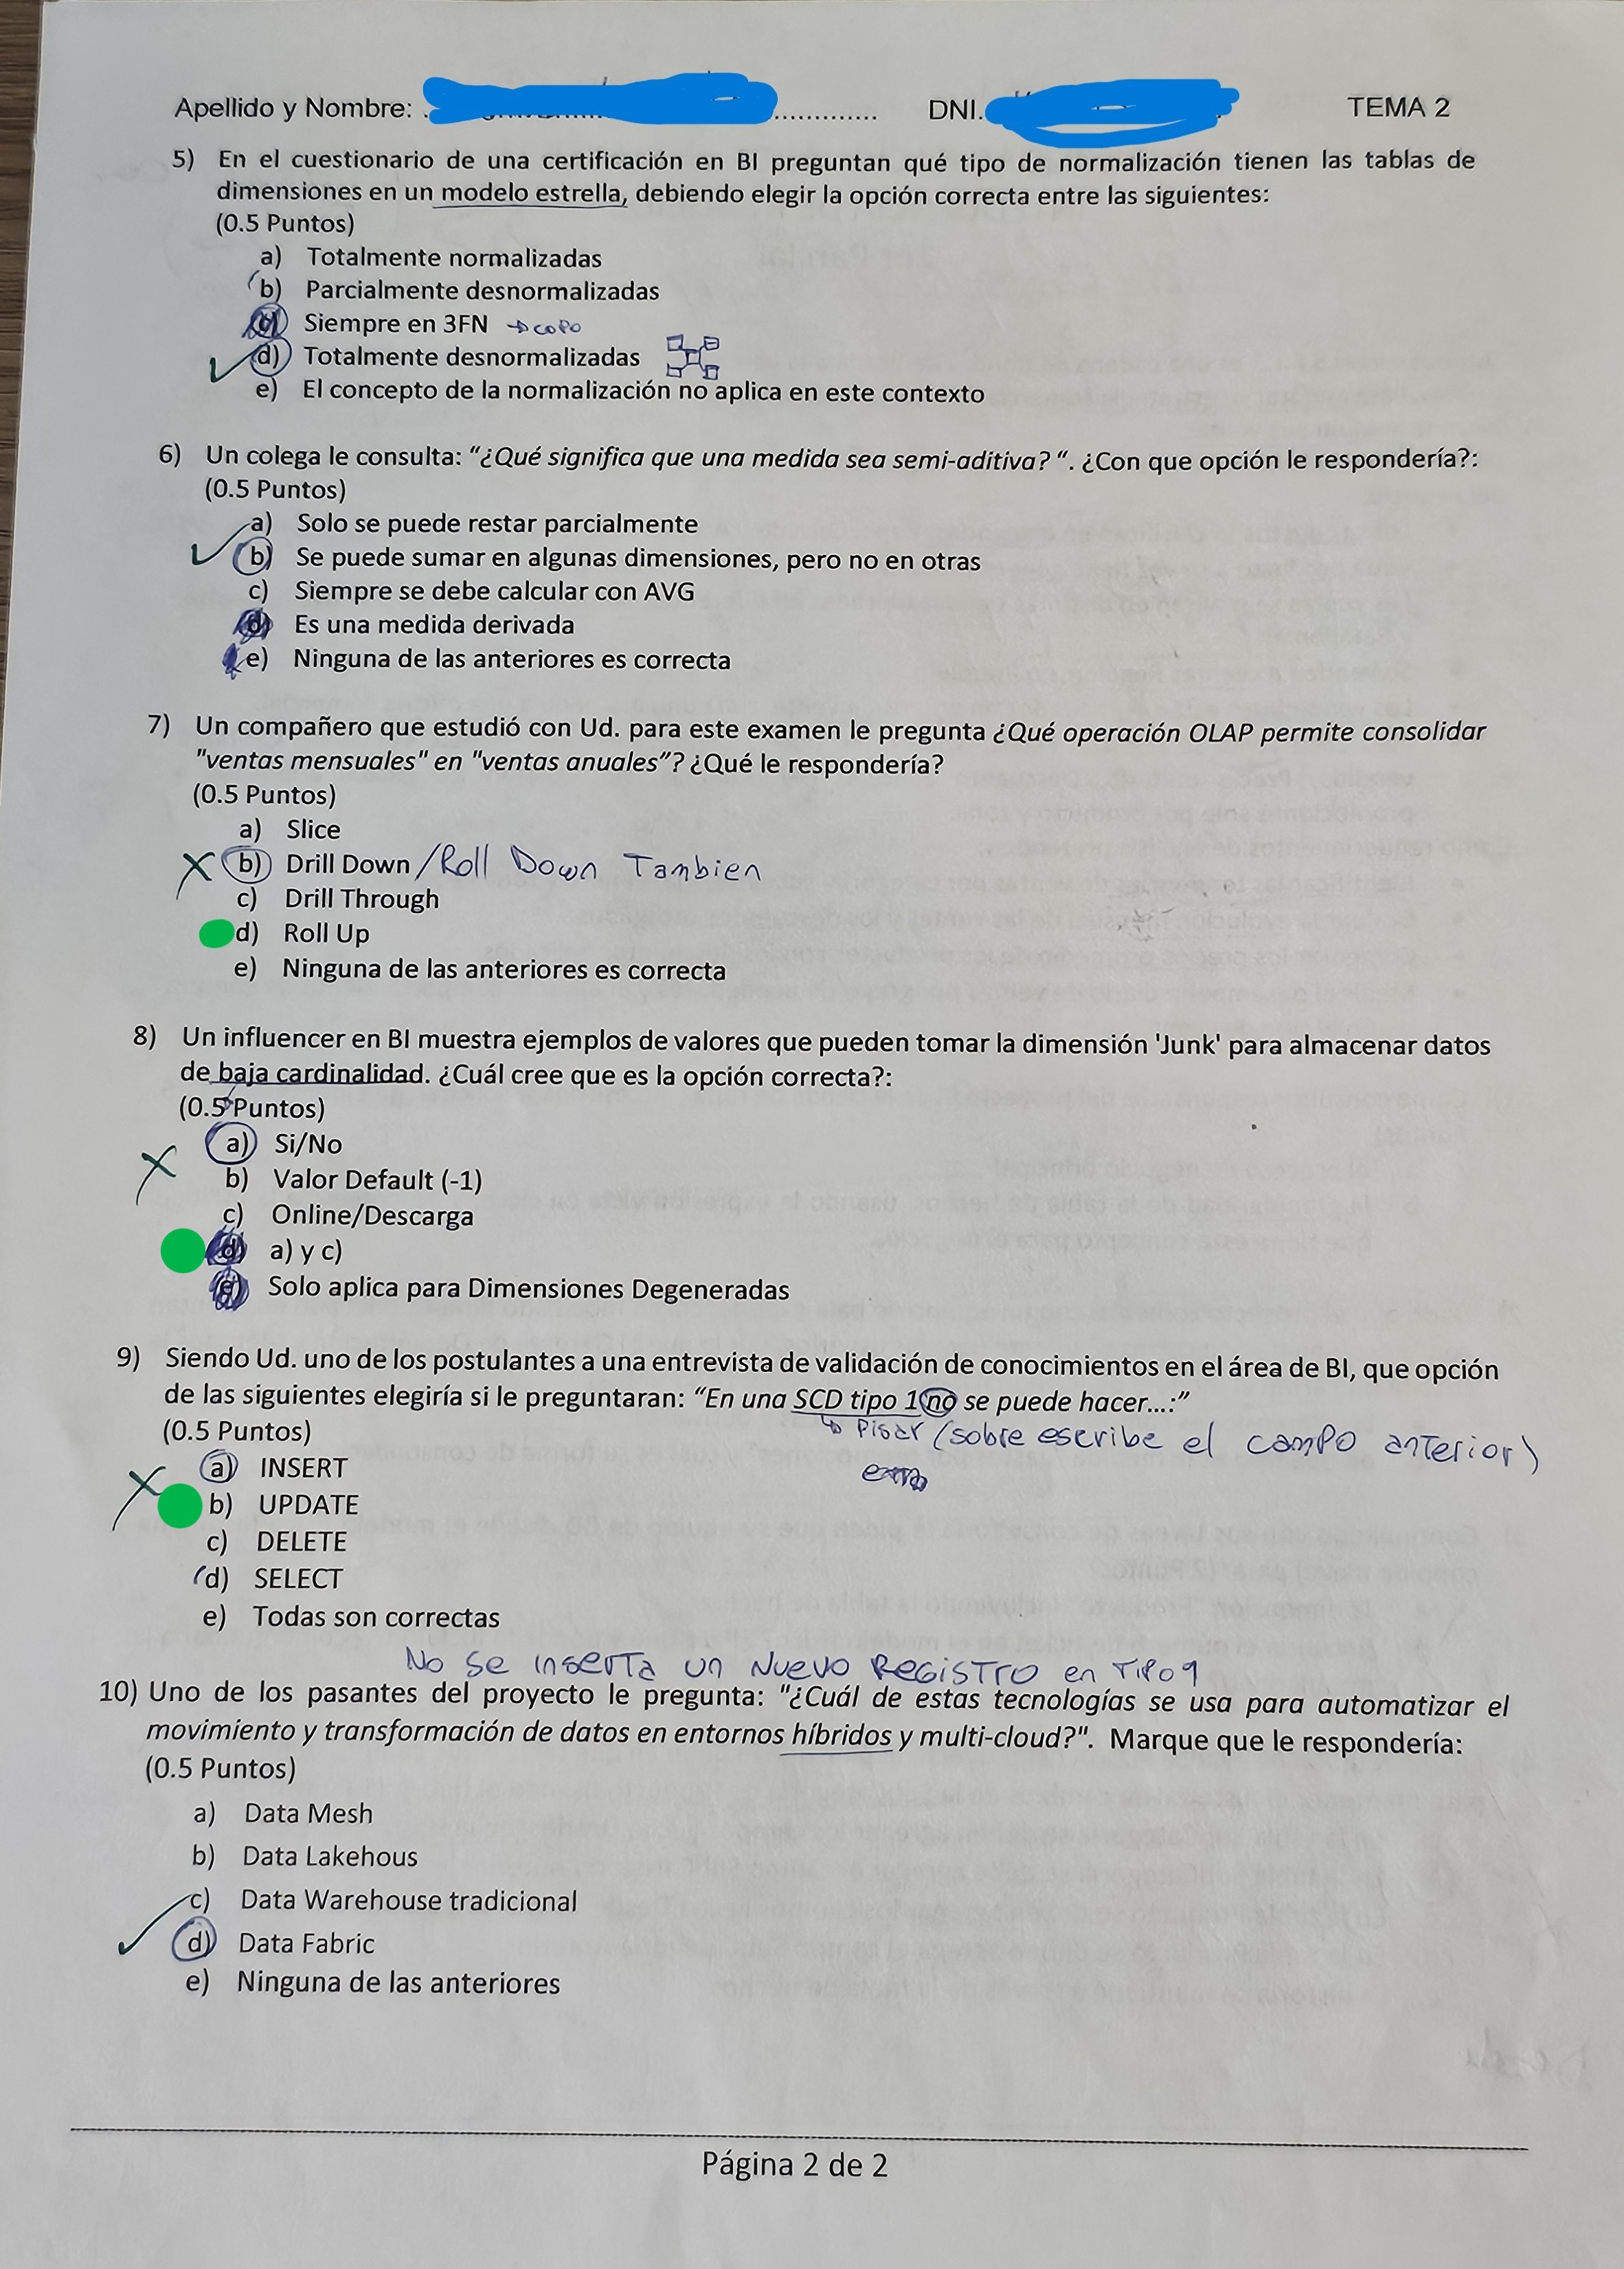 Apellido y Nombre: DNI. TEMA 2
5) En el cuestionario de una certificación en BI preguntan qué tipo de normalización tienen las tablas de
dimensiones en un modelo estrella, debiendo elegir la opción correcta entre las siguientes:
(0.5 Puntos)
a) Totalmente normalizadas
b) Parcialmente desnormalizadas
c) Siempre en 3FN → copo
d) Totalmente desnormalizadas
e) El concepto de la normalización no aplica en este contexto
6) Un colega le consulta: “¿Qué significa que una medida sea semi-aditiva? “. ¿Con que opción le respondería?:
(0.5 Puntos)
a) Solo se puede restar parcialmente
b) Se puede sumar en algunas dimensiones, pero no en otras
c) Siempre se debe calcular con AVG
d) Es una medida derivada
e) Ninguna de las anteriores es correcta
7) Un compañero que estudió con Ud. para este examen le pregunta ¿Qué operación OLAP permite consolidar
"ventas mensuales" en "ventas anuales”? ¿Qué le respondería?
(0.5 Puntos)
a) Slice
b) Drill Down /Roll Down Tambien
c) Drill Through
d) Roll Up
e) Ninguna de las anteriores es correcta
8) Un influencer en BI muestra ejemplos de valores que pueden tomar la dimensión 'Junk' para almacenar datos
de baja cardinalidad. ¿Cuál cree que es la opción correcta?:
(0.5 Puntos)
a) Si/No
b) Valor Default (-1)
c) Online/Descarga
d) a) y c)
e) Solo aplica para Dimensiones Degeneradas
9) Siendo Ud. uno de los postulantes a una entrevista de validación de conocimientos en el área de BI, que opción
de las siguientes elegiría si le preguntaran: “En una SCD tipo 1 no se puede hacer...:”
(0.5 Puntos)
↳ Pisar (sobre escribe el campo anterior)
a) INSERT
b) UPDATE
c) DELETE
d) SELECT
e) Todas son correctas
No se inserta un Nuevo Registro en Tipo 1
10) Uno de los pasantes del proyecto le pregunta: "¿Cuál de estas tecnologías se usa para automatizar el
movimiento y transformación de datos en entornos híbridos y multi-cloud?". Marque que le respondería:
(0.5 Puntos)
a) Data Mesh
b) Data Lakehous
c) Data Warehouse tradicional
d) Data Fabric
e) Ninguna de las anteriores
Página 2 de 2